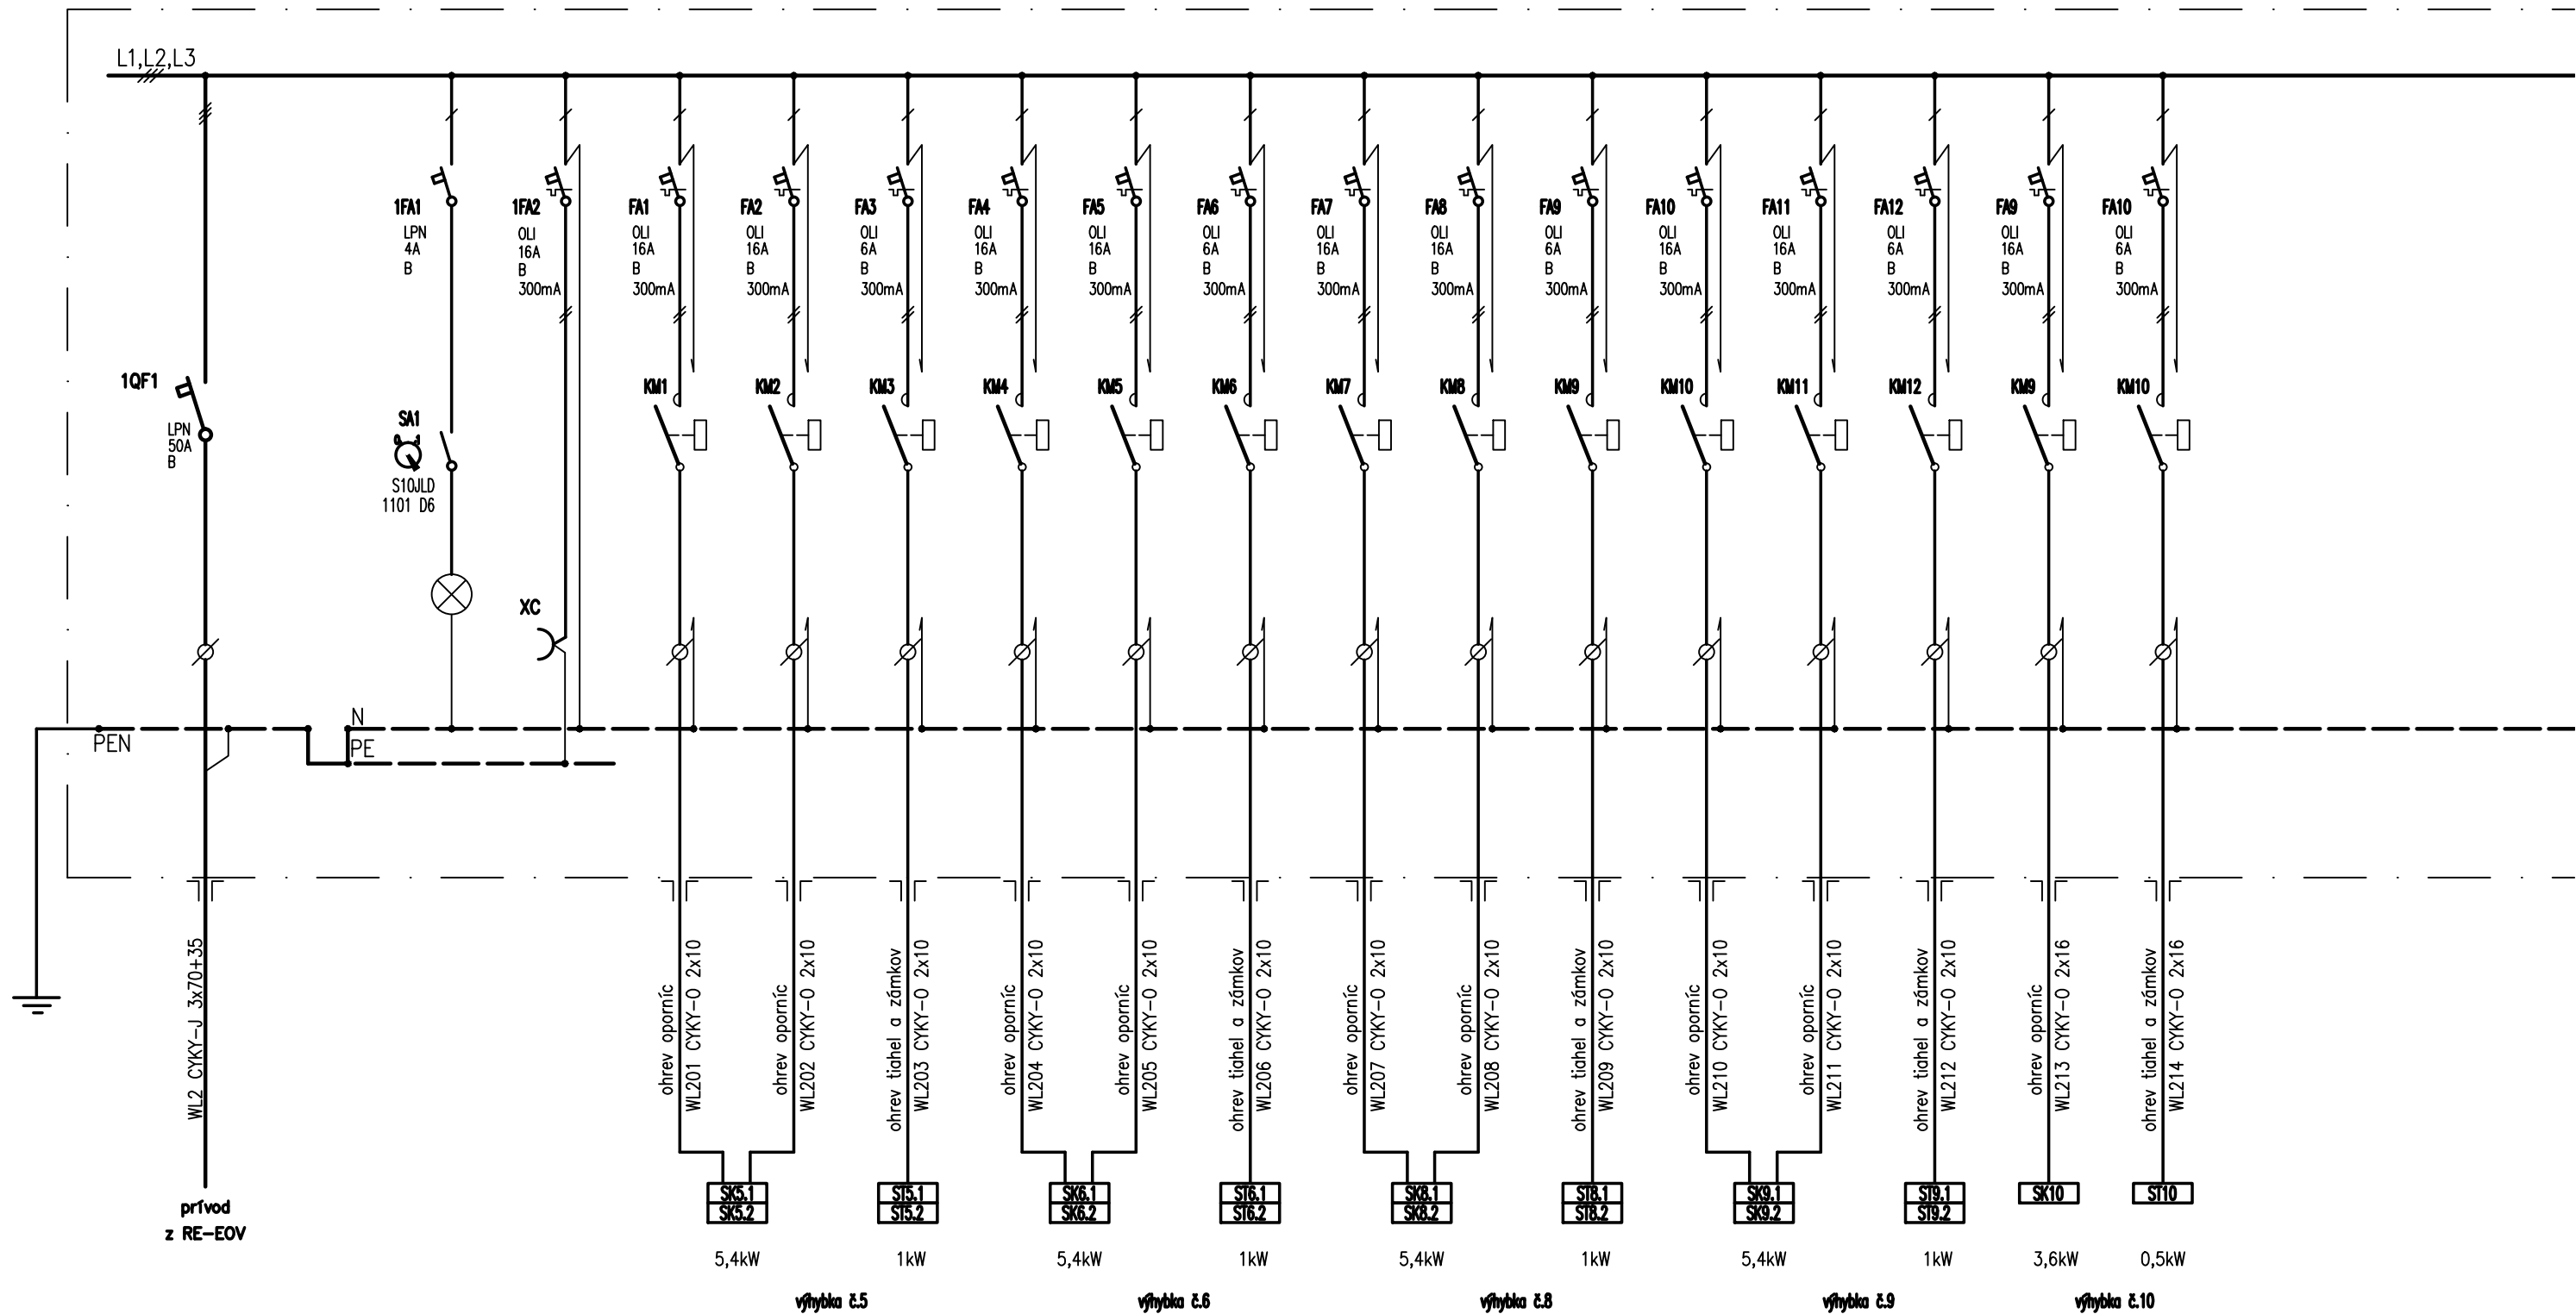 L1,L2,L3
1QF1
LPN
50A
B
1FA1
LPN
4A
B
SA1
0 1
S10JLD
1101 D6
1FA2
OLI
16A
B
300mA
XC
FA1
OLI
16A
B
300mA
KM1
FA2
OLI
16A
B
300mA
KM2
FA3
OLI
6A
B
300mA
KM3
FA4
OLI
16A
B
300mA
KM4
FA5
OLI
16A
B
300mA
KM5
FA6
OLI
6A
B
300mA
KM6
FA7
OLI
16A
B
300mA
KM7
FA8
OLI
16A
B
300mA
KM8
FA9
OLI
6A
B
300mA
KM9
FA10
OLI
16A
B
300mA
KM10
FA11
OLI
16A
B
300mA
KM11
FA12
OLI
6A
B
300mA
KM12
FA9
OLI
16A
B
300mA
KM9
FA10
OLI
6A
B
300mA
KM10
N
PEN
PE
WL2 CYKY-J 3x70+35
prívod
z RE-EOV
ohrev oporníc
WL201 CYKY-O 2x10
ohrev oporníc
WL202 CYKY-O 2x10
ohrev tiahel a zámkov
WL203 CYKY-O 2x10
ohrev oporníc
WL204 CYKY-O 2x10
ohrev oporníc
WL205 CYKY-O 2x10
ohrev tiahel a zámkov
WL206 CYKY-O 2x10
ohrev oporníc
WL207 CYKY-O 2x10
ohrev oporníc
WL208 CYKY-O 2x10
ohrev tiahel a zámkov
WL209 CYKY-O 2x10
ohrev oporníc
WL210 CYKY-O 2x10
ohrev oporníc
WL211 CYKY-O 2x10
ohrev tiahel a zámkov
WL212 CYKY-O 2x10
ohrev oporníc
WL213 CYKY-O 2x16
ohrev tiahel a zámkov
WL214 CYKY-O 2x16
SK5.1
SK5.2
ST5.1
ST5.2
SK6.1
SK6.2
ST6.1
ST6.2
SK8.1
SK8.2
ST8.1
ST8.2
SK9.1
SK9.2
ST9.1
ST9.2
SK10
ST10
5,4kW
1kW
5,4kW
1kW
5,4kW
1kW
5,4kW
1kW
3,6kW
0,5kW
výhybka č.5
výhybka č.6
výhybka č.8
výhybka č.9
výhybka č.10